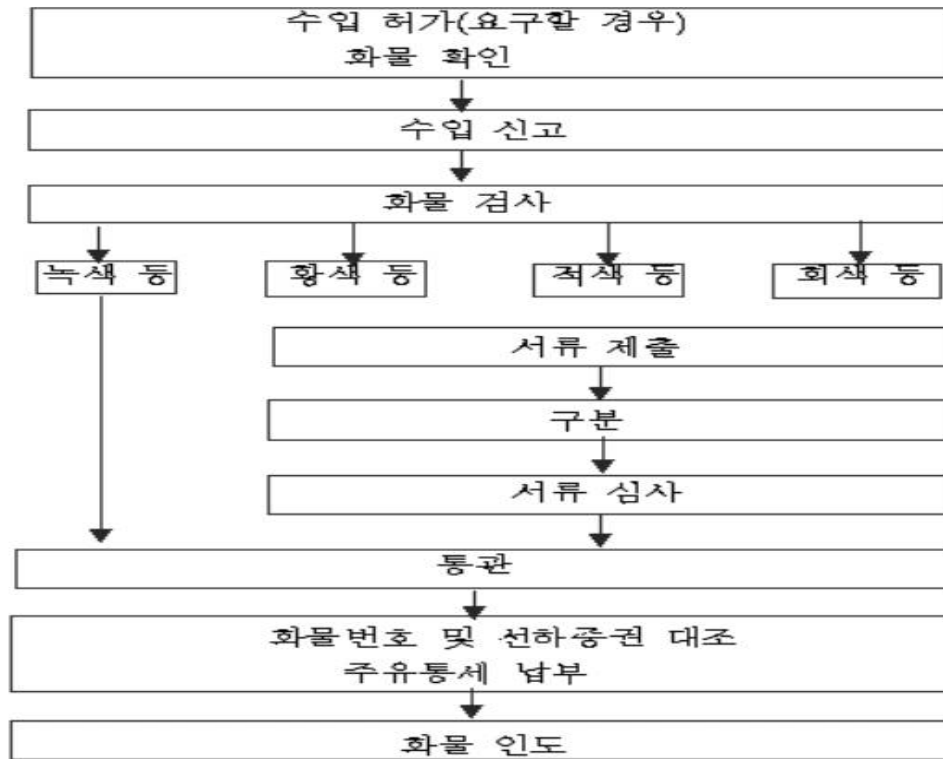 수입 허가(요구할 경우)
화물 확인
수입 신고
화물 검사
녹색 등
황색 등
적색 등
회색 등
서류 제출
구분
서류 심사
통관
화물번호 및 선하증권 대조
주유통세 납부
화물 인도